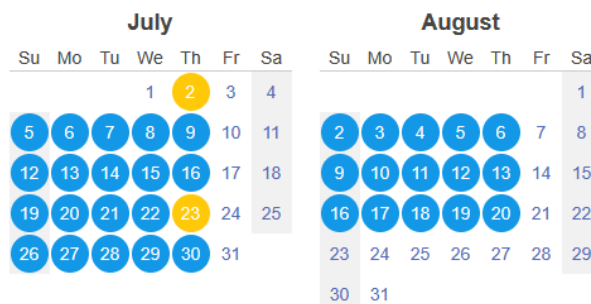 July
Su Mo Tu We Th Fr Sa
1 2 3 4
5 6 7 8 9 10 11
12 13 14 15 16 17 18
19 20 21 22 23 24 25
26 27 28 29 30 31
August
Su Mo Tu We Th Fr Sa
1
2 3 4 5 6 7 8
9 10 11 12 13 14 15
16 17 18 19 20 21 22
23 24 25 26 27 28 29
30 31